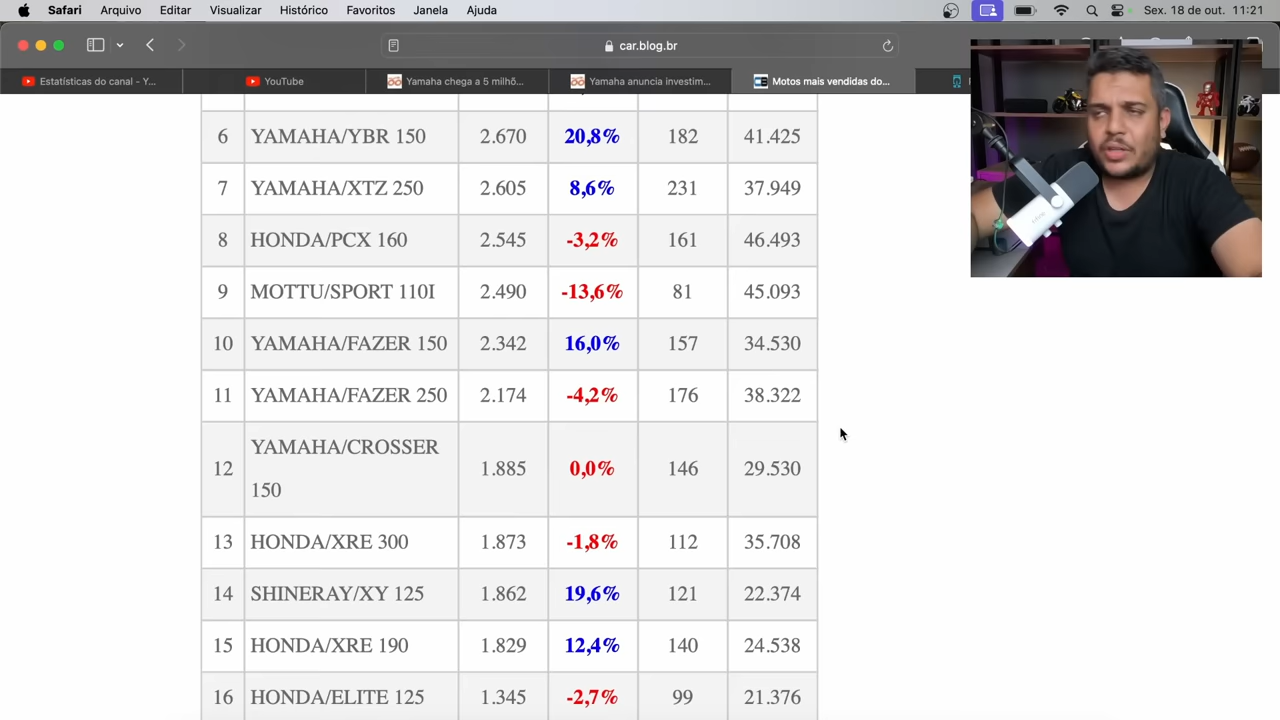 Safari Arquivo Editar Visualizar Histórico Favoritos Janela Ajuda Sex. 18 de out. 11:21
car.blog.br
Estatísticas do canal - Y... YouTube Yamaha chega a 5 milhõ... Yamaha anuncia investim... Motos mais vendidas do...
6 YAMAHA/YBR 150 2.670 20,8% 182 41.425
7 YAMAHA/XTZ 250 2.605 8,6% 231 37.949
8 HONDA/PCX 160 2.545 -3,2% 161 46.493
9 MOTTU/SPORT 110I 2.490 -13,6% 81 45.093
10 YAMAHA/FAZER 150 2.342 16,0% 157 34.530
11 YAMAHA/FAZER 250 2.174 -4,2% 176 38.322
12 YAMAHA/CROSSER 150 1.885 0,0% 146 29.530
13 HONDA/XRE 300 1.873 -1,8% 112 35.708
14 SHINERAY/XY 125 1.862 19,6% 121 22.374
15 HONDA/XRE 190 1.829 12,4% 140 24.538
16 HONDA/ELITE 125 1.345 -2,7% 99 21.376